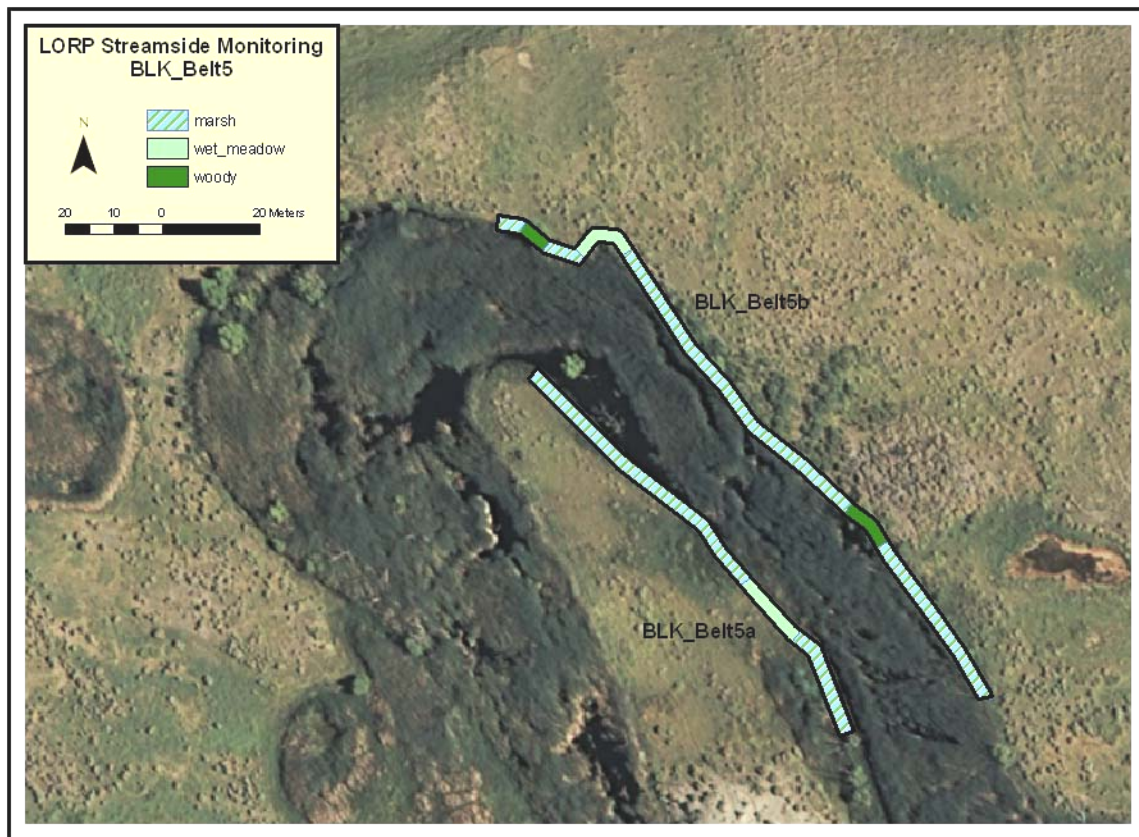 LORP Streamside Monitoring
BLK_Belt5
N
marsh
wet_meadow
woody
20 10 0 20 Meters
BLK_Belt5b
BLK_Belt5a